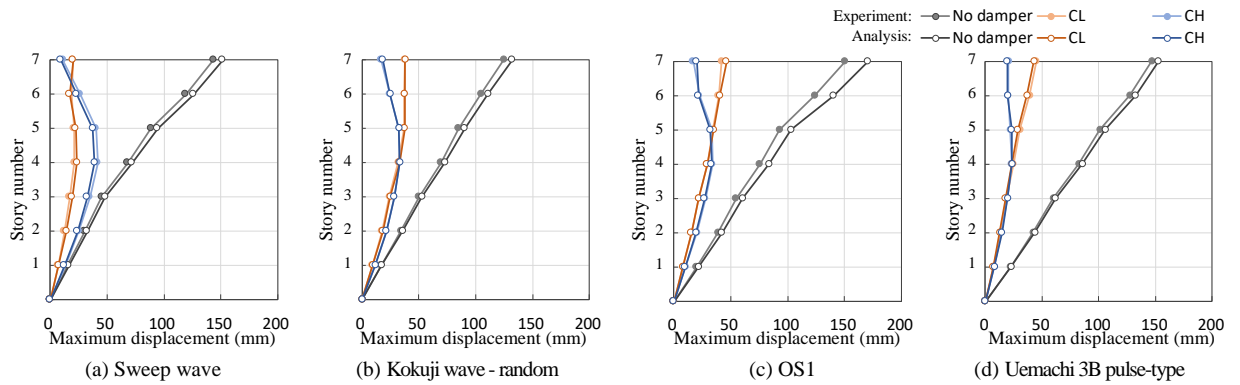 Experiment: No damper CL CH
Analysis: No damper CL CH
Story number
7
6
5
4
3
2
1
0 50 100 150 200
Maximum displacement (mm)
(a) Sweep wave
Story number
7
6
5
4
3
2
1
0 50 100 150 200
Maximum displacement (mm)
(b) Kokuji wave - random
Story number
7
6
5
4
3
2
1
0 50 100 150 200
Maximum displacement (mm)
(c) OS1
Story number
7
6
5
4
3
2
1
0 50 100 150 200
Maximum displacement (mm)
(d) Uemachi 3B pulse-type